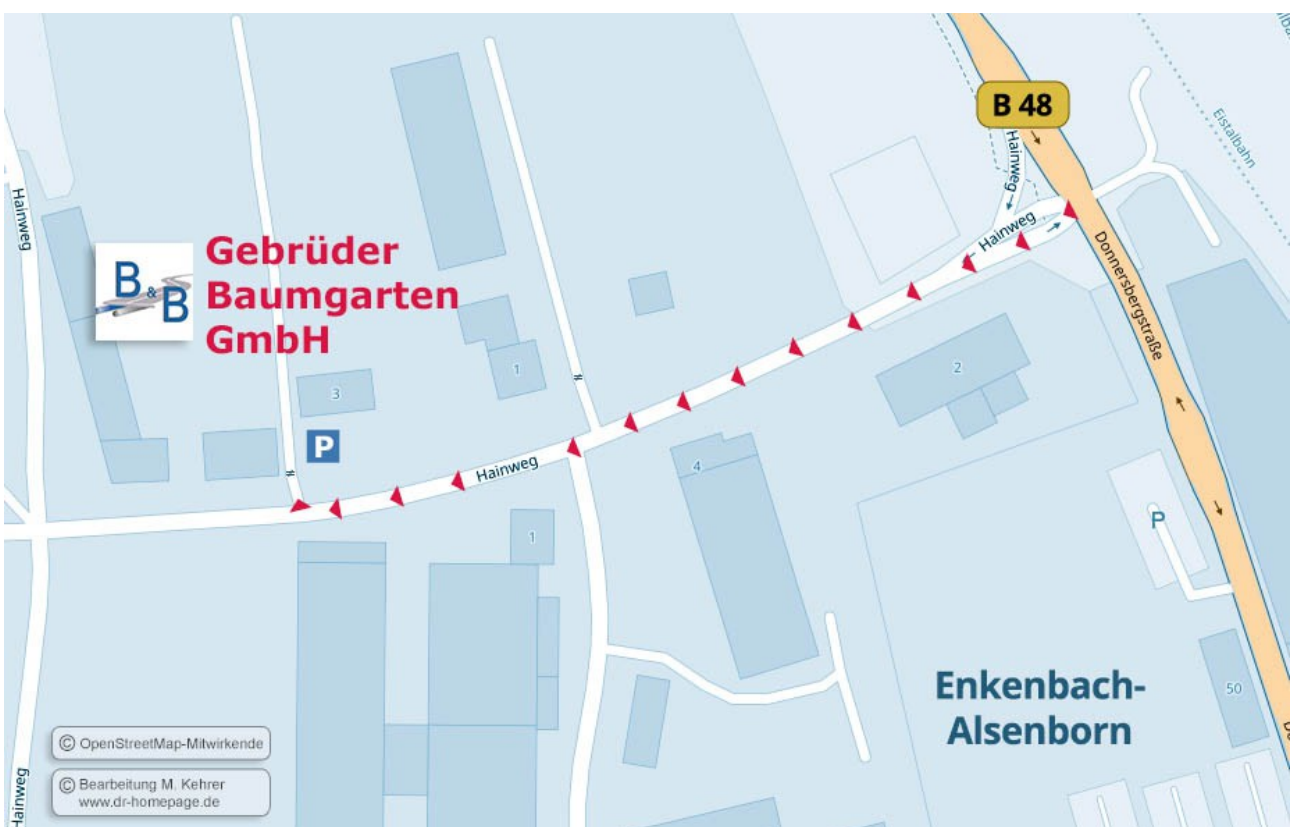 B 48
Hainweg
Eistalbahn
Hainweg
Hainweg
B&B
Gebrüder
Baumgarten
GmbH
Donnersbergstraße
1
2
3
P
4
Hainweg
1
P
Enkenbach-
Alsenborn
50
© OpenStreetMap-Mitwirkende
© Bearbeitung M. Kehrer
www.dr-homepage.de
Hainweg